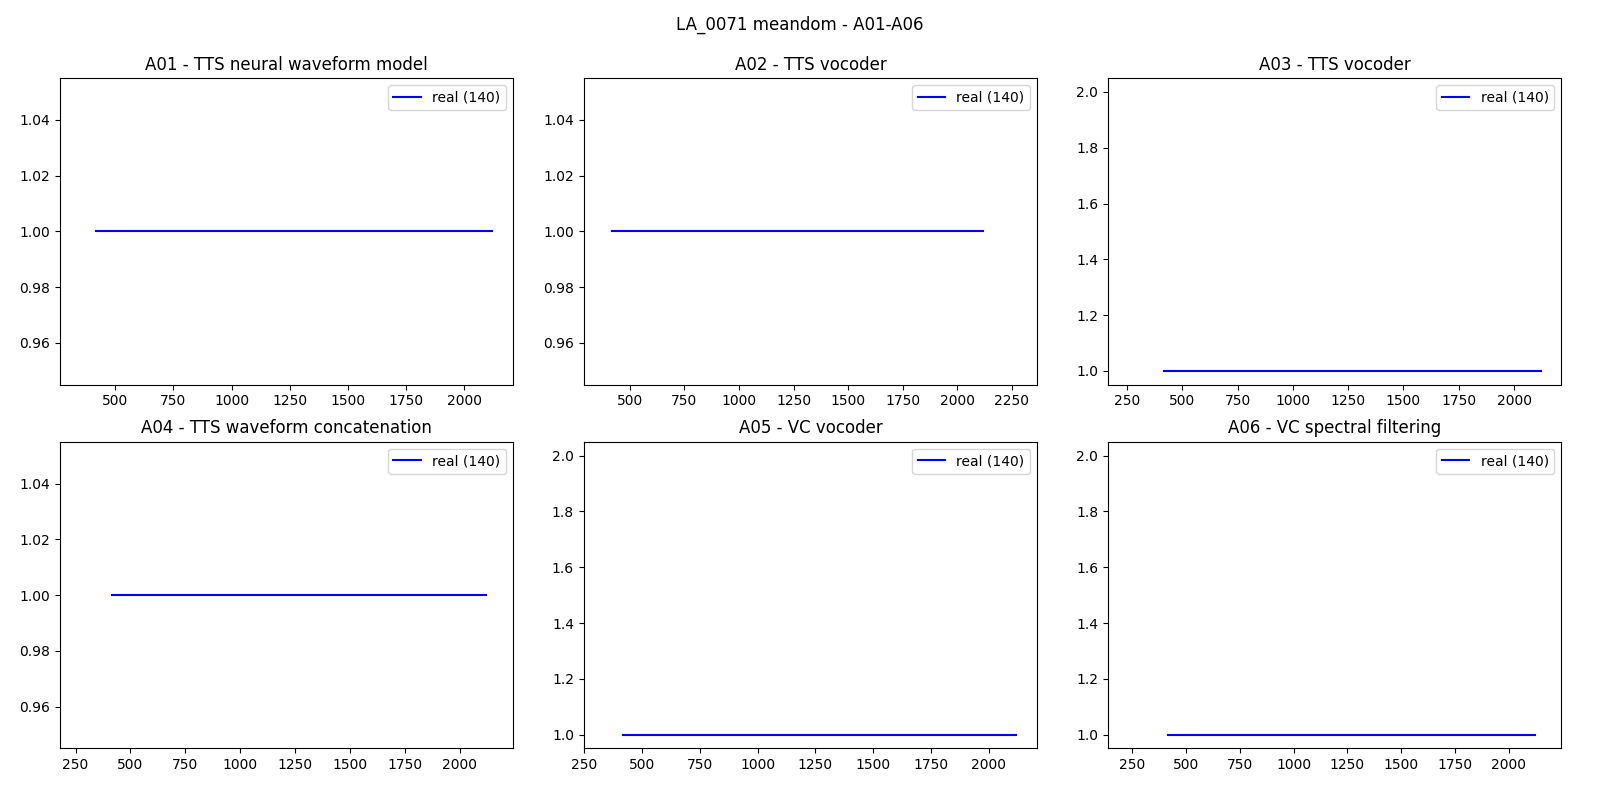 LA_0071 meandom - A01-A06
A01 - TTS neural waveform model
real (140)
1.04
1.02
1.00
0.98
0.96
500 750 1000 1250 1500 1750 2000
A02 - TTS vocoder
real (140)
1.04
1.02
1.00
0.98
0.96
500 750 1000 1250 1500 1750 2000 2250
A03 - TTS vocoder
real (140)
2.0
1.8
1.6
1.4
1.2
1.0
250 500 750 1000 1250 1500 1750 2000
A04 - TTS waveform concatenation
real (140)
1.04
1.02
1.00
0.98
0.96
250 500 750 1000 1250 1500 1750 2000
A05 - VC vocoder
real (140)
2.0
1.8
1.6
1.4
1.2
1.0
250 500 750 1000 1250 1500 1750 2000
A06 - VC spectral filtering
real (140)
2.0
1.8
1.6
1.4
1.2
1.0
250 500 750 1000 1250 1500 1750 2000